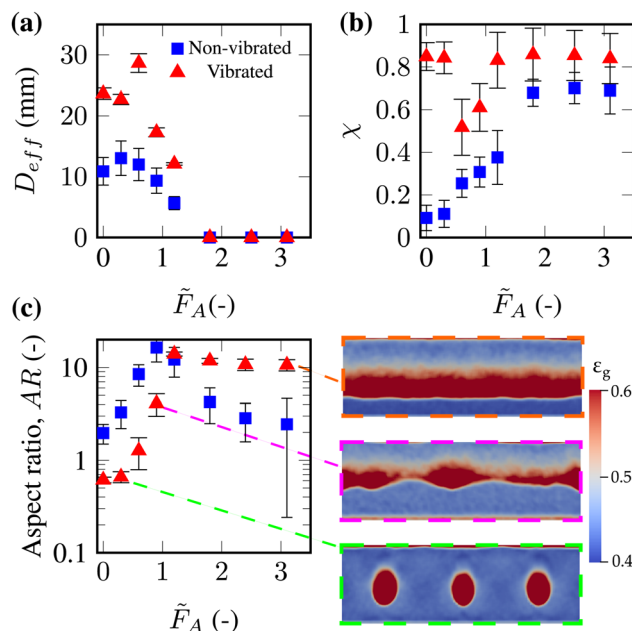 (a)
30
20
10
0
D_eff (mm)
Non-vibrated
Vibrated
0 1 2 3
F̃_A(-)
(b)
1
0.8
0.6
0.4
0.2
0
χ
0 1 2 3
F̃_A (-)
(c)
10
1
0.1
Aspect ratio, AR (-)
0 1 2 3
F̃_A (-)
ε_g
0.6
0.5
0.4